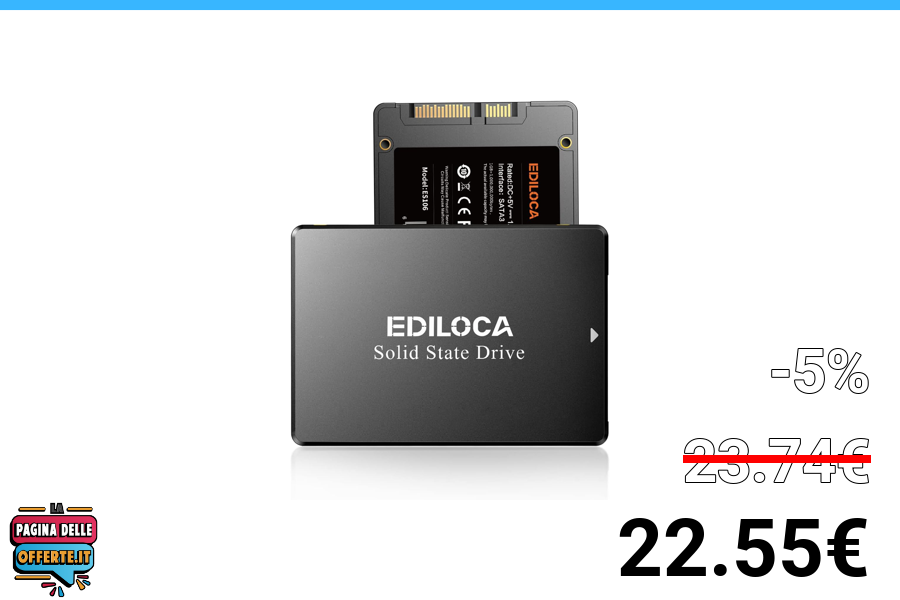 EDILOCA
Rated:DC+5V
Interface: SATA3
Model:ES106
EDILOCA
Solid State Drive
-5%
23.74€
22.55€
LA
PAGINA DELLE
OFFERTE.IT